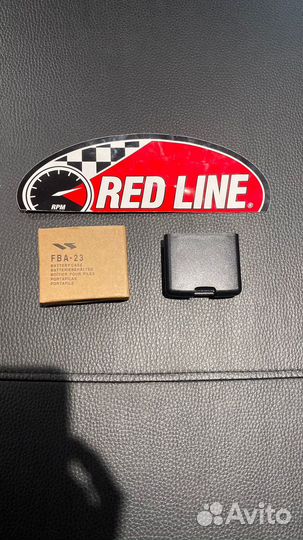 RPM
RED LINE®
FBA-23
BATTERY CASE
BATTERIEBEHÄLTER
BOITIER POUR PILES
PORTAPILAS
PORTAPILE
Avito